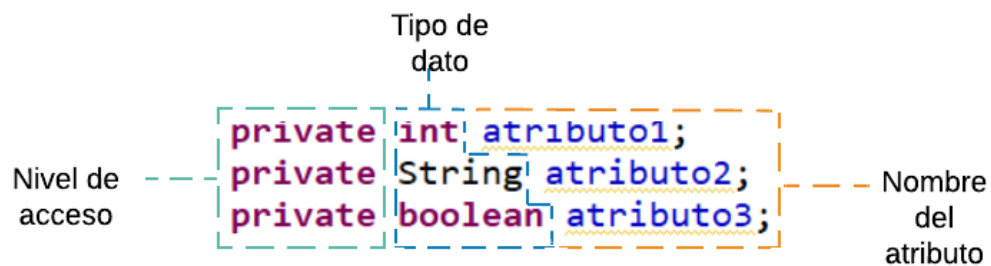 Tipo de
dato
private int atributo1;
private String atributo2;
private boolean atributo3;
Nivel de
acceso
Nombre
del
atributo